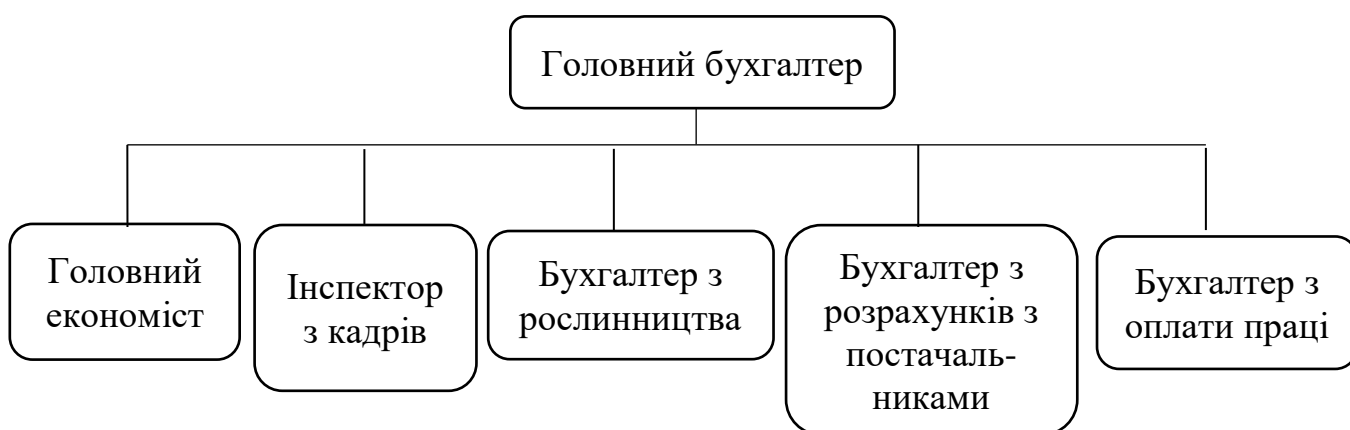 Головний бухгалтер
Головний
економіст
Інспектор
з кадрів
Бухгалтер з
рослинництва
Бухгалтер з
розрахунків з
постачаль-
никами
Бухгалтер з
оплати праці